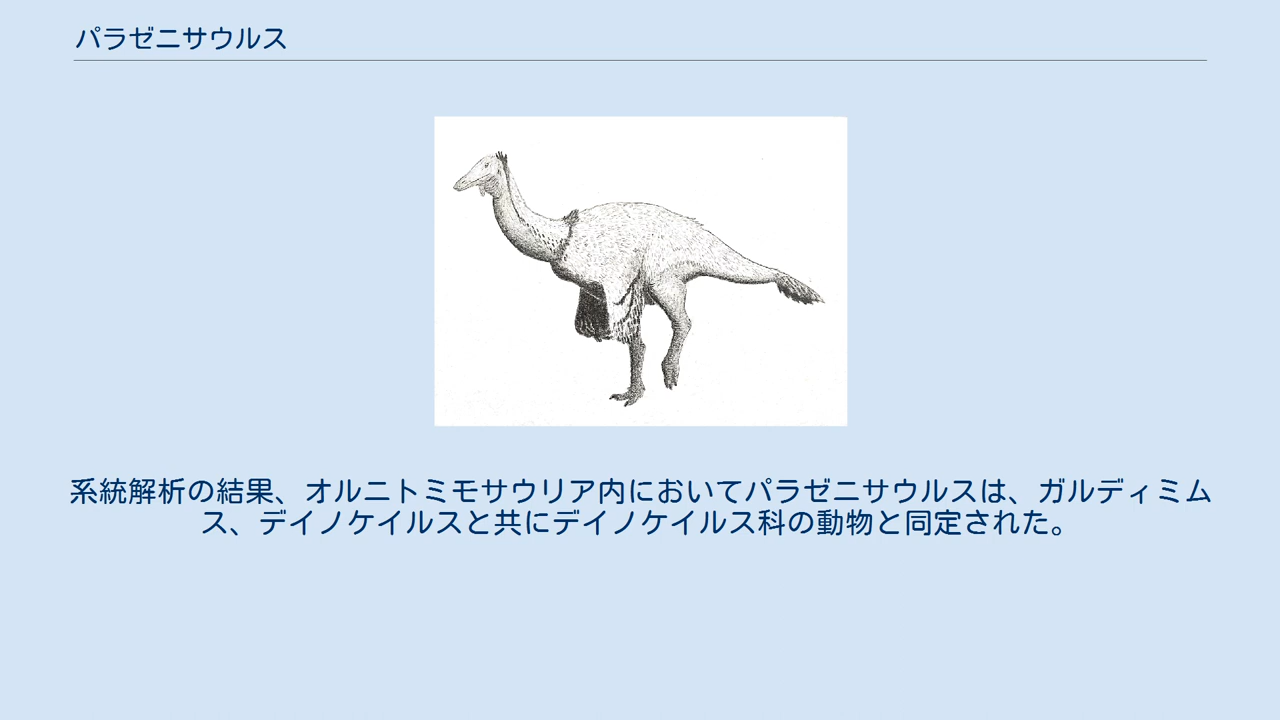 パラゼニサウルス
系統解析の結果、オルニトミモサウリア内においてパラゼニサウルスは、ガルディミム
ス、デイノケイルスと共にデイノケイルス科の動物と同定された。